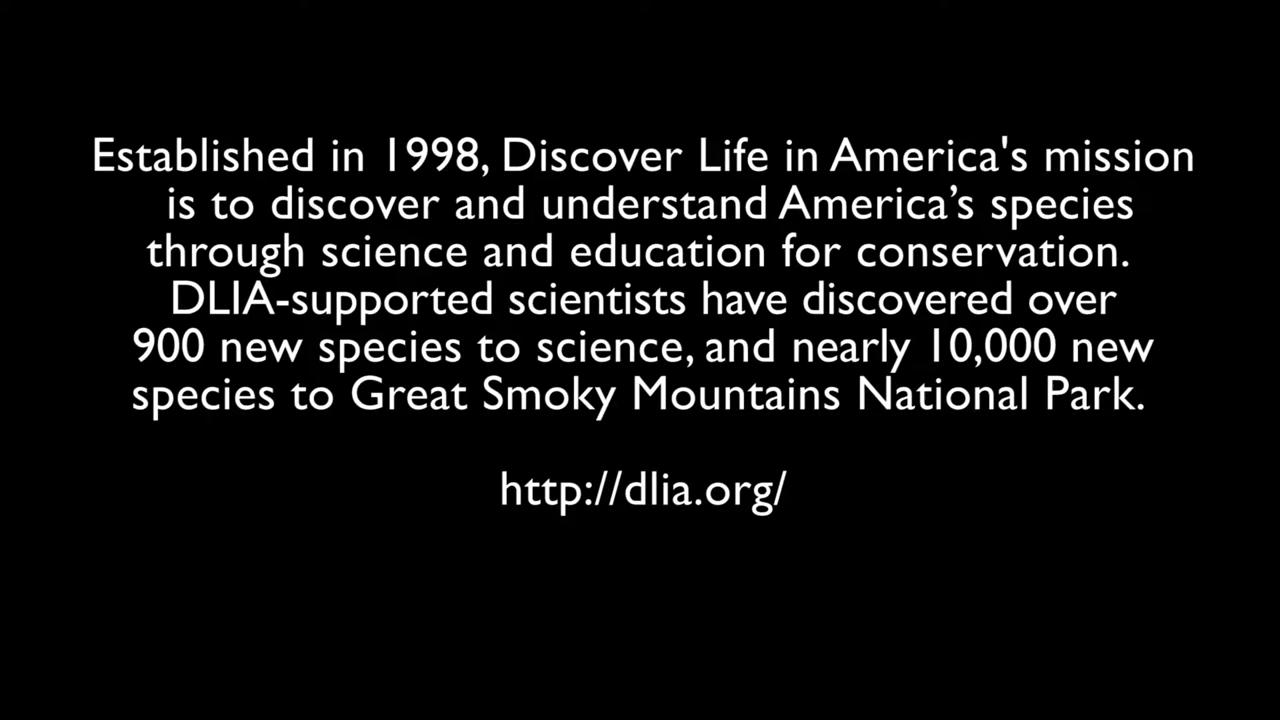 Established in 1998, Discover Life in America's mission
is to discover and understand America’s species
through science and education for conservation.
DLIA-supported scientists have discovered over
900 new species to science, and nearly 10,000 new
species to Great Smoky Mountains National Park.
http://dlia.org/